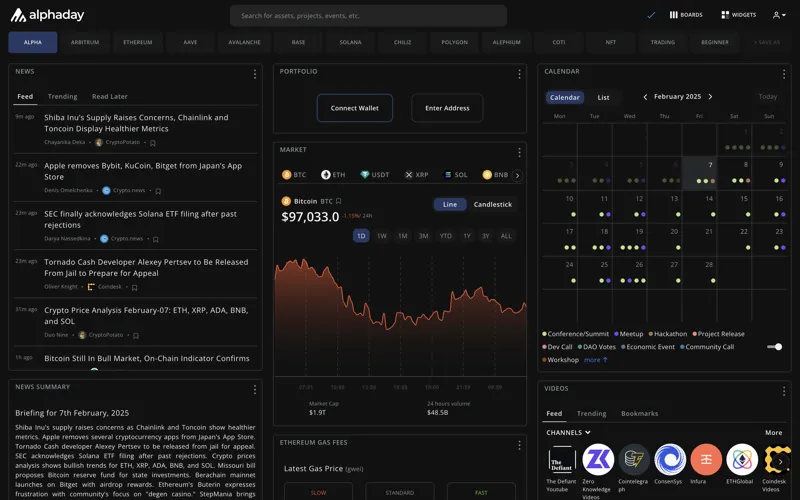 alphaday
Search for assets, projects, events, etc.
BOARDS
WIDGETS
ALPHA
ARBITRUM
ETHEREUM
AAVE
AVALANCHE
BASE
SOLANA
CHILIZ
POLYGON
ALEPHIUM
COTI
NFT
TRADING
BEGINNER
+ SAVE AS
NEWS
Feed
Trending
Read Later
9m ago
Shiba Inu's Supply Raises Concerns, Chainlink and
Toncoin Display Healthier Metrics
Chayanika Deka • CryptoPotato •
22m ago
Apple removes Bybit, KuCoin, Bitget from Japan's App
Store
Denis Omelchenko • Crypto.news •
23m ago
SEC finally acknowledges Solana ETF filing after past
rejections
Darya Nassedkina • Crypto.news •
23m ago
Tornado Cash Developer Alexey Pertsev to Be Released
From Jail to Prepare for Appeal
Oliver Knight • Coindesk •
31m ago
Crypto Price Analysis February-07: ETH, XRP, ADA, BNB,
and SOL
Duo Nine • CryptoPotato •
1h ago
Bitcoin Still In Bull Market, On-Chain Indicator Confirms
NEWS SUMMARY
Briefing for 7th February, 2025
Shiba Inu's supply raises concerns as Chainlink and Toncoin show healthier
metrics. Apple removes several cryptocurrency apps from Japan's App Store.
Tornado Cash Developer Alexey Pertsev to be released from jail for appeal.
SEC acknowledges Solana ETF filing after past rejections. Crypto prices
analysis shows bullish trends for ETH, XRP, ADA, BNB, and SOL. Missouri bill
proposes Bitcoin reserve fund for state investments. Berachain mainnet
launches on Bitget with airdrop rewards. Ethereum's Buterin expresses
frustration with community's focus on "degen casino." StepMania brings
PORTFOLIO
Connect Wallet
Enter Address
MARKET
BTC
ETH
USDT
XRP
SOL
BNB
Bitcoin BTC
$97,033.0 -1.15% / 24h
Line
Candlestick
1D
1W
1M
3M
YTD
1Y
3Y
ALL
Market Cap
$1.9T
24 hours volume
$48.5B
ETHEREUM GAS FEES
Latest Gas Price (gwei)
SLOW
STANDARD
FAST
CALENDAR
Calendar
List
February 2025
Today
Mon Tue Wed Thu Fri Sat Sun
1 2
3 4 5 6 7 8 9
10 11 12 13 14 15 16
17 18 19 20 21 22 23
24 25 26 27 28
Conference/Summit Meetup Hackathon Project Release
Dev Call DAO Votes Economic Event Community Call
Workshop more ↑
VIDEOS
Feed
Trending
Bookmarks
CHANNELS
More
The
Defiant
The Defiant
Youtube
Zero
Knowledge
Videos
Cointelegra
ph
ConsenSys
Infura
ETHGlobal
Coindesk
Videos